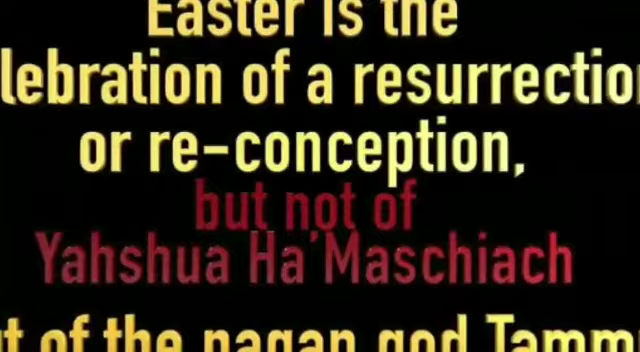 Easter is the
lebration of a resurrectio
or re-conception,
but not of
Yahshua Ha'Maschiach
t of the pagan god Tamm